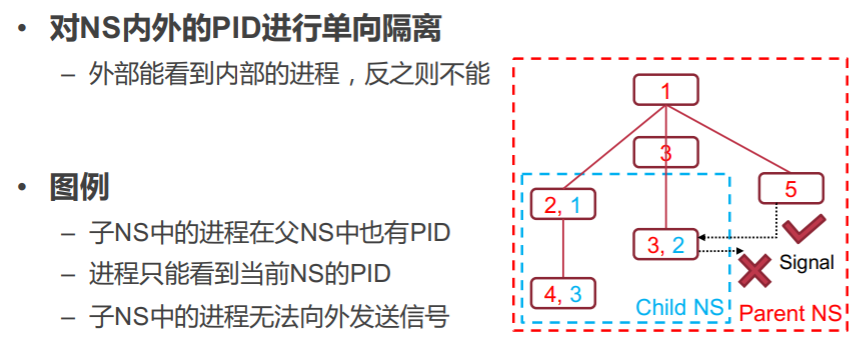 • 对NS内外的PID进行单向隔离
– 外部能看到内部的进程，反之则不能
• 图例
– 子NS中的进程在父NS中也有PID
– 进程只能看到当前NS的PID
– 子NS中的进程无法向外发送信号
1
3
5
2, 1
3, 2
Signal
4, 3
Child NS
Parent NS